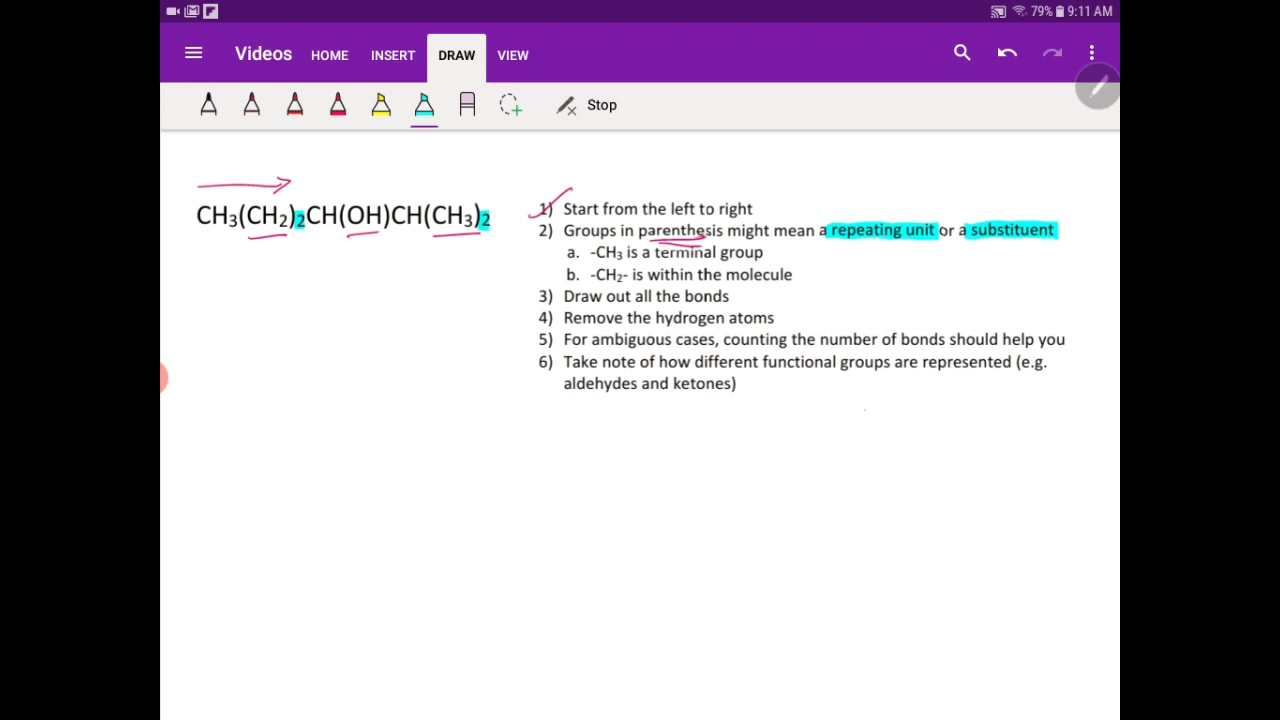 79% 9:11 AM
Videos HOME INSERT DRAW VIEW
Stop
CH₃(CH₂)₂CH(OH)CH(CH₃)₂
1) Start from the left to right
2) Groups in parenthesis might mean a repeating unit or a substituent
a. -CH₃ is a terminal group
b. -CH₂- is within the molecule
3) Draw out all the bonds
4) Remove the hydrogen atoms
5) For ambiguous cases, counting the number of bonds should help you
6) Take note of how different functional groups are represented (e.g.
aldehydes and ketones)